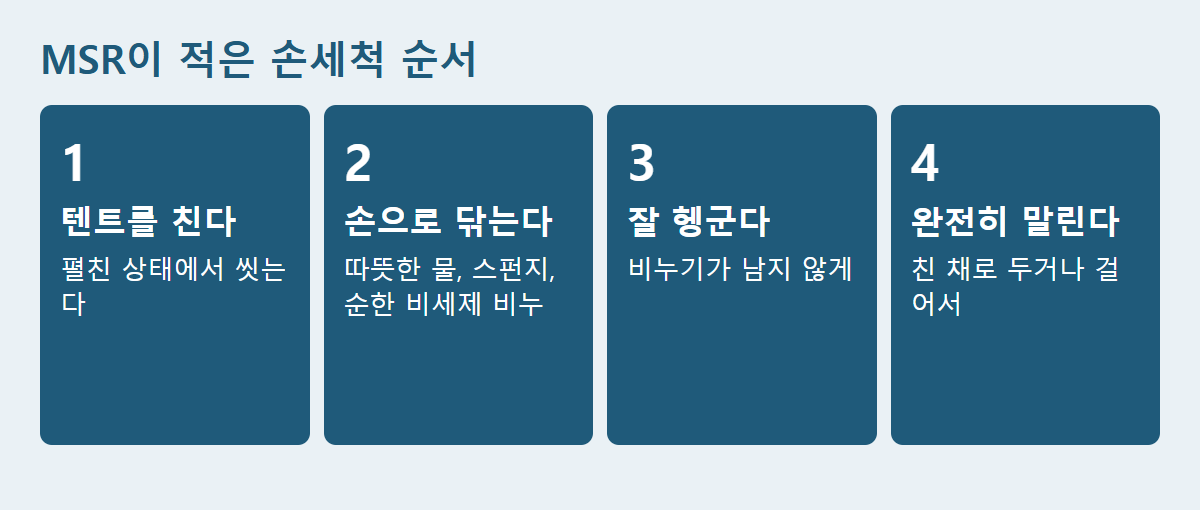 MSR이 적은 손세척 순서
1
텐트를 친다
펼친 상태에서 씻는
다
2
손으로 닦는다
따뜻한 물, 스펀지,
순한 비세제 비누
3
잘 헹군다
비누기가 남지 않게
4
완전히 말린다
친 채로 두거나 걸
어서